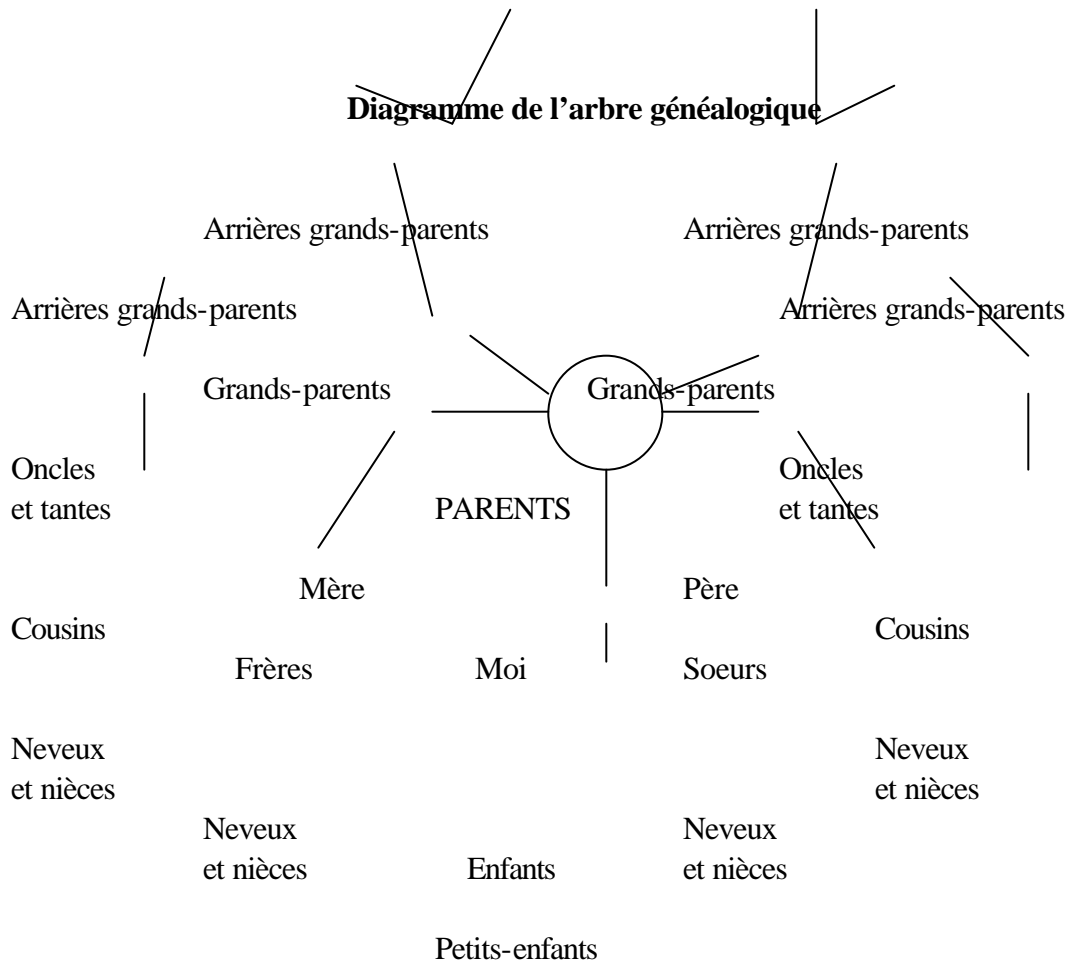 Diagramme de l’arbre généalogique
Arrières grands-parents Arrières grands-parents
Arrières grands-parents Arrières grands-parents
Grands-parents Grands-parents
Oncles Oncles
et tantes PARENTS et tantes
Mère Père
Cousins Cousins
Frères Moi Soeurs
Neveux Neveux
et nièces et nièces
Neveux Neveux
et nièces Enfants et nièces
Petits-enfants